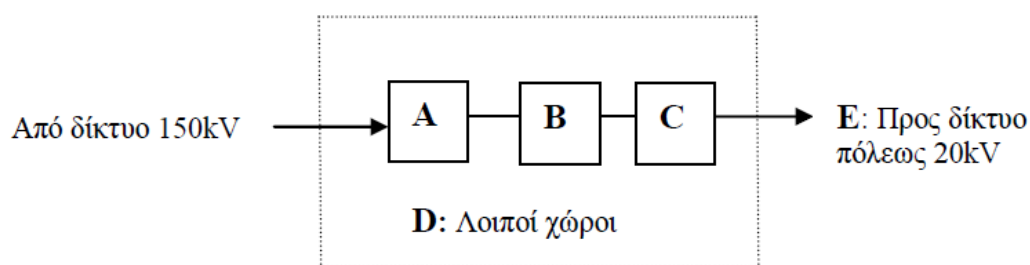 Από δίκτυο 150kV
A
B
C
E: Προς δίκτυο
πόλεως 20kV
D: Λοιποί χώροι